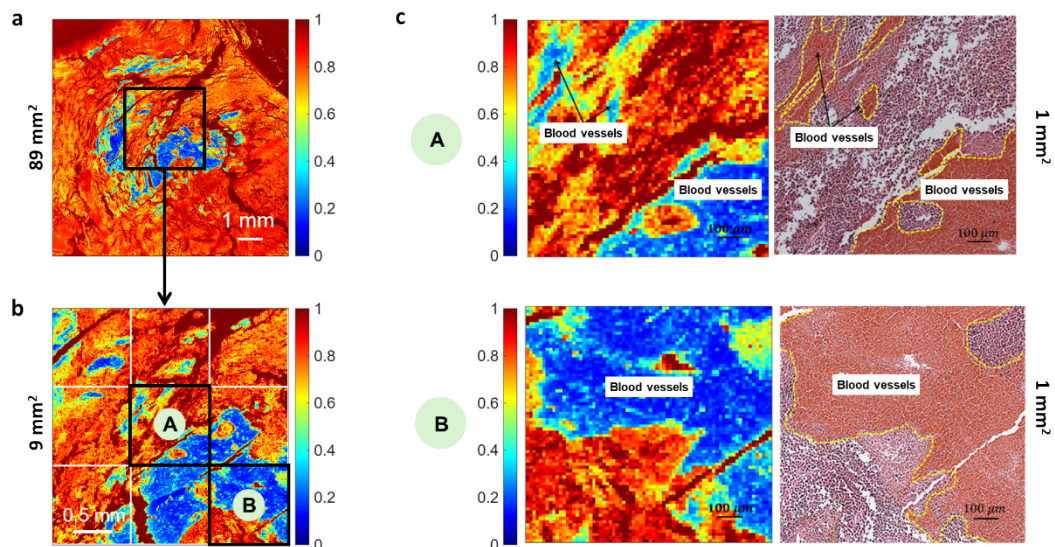 a
89 mm²
1 mm
1
0.8
0.6
0.4
0.2
0
b
9 mm²
A
B
0.5 mm
1
0.8
0.6
0.4
0.2
0
c
A
1
0.8
0.6
0.4
0.2
0
Blood vessels
Blood vessels
100 μm
Blood vessels
Blood vessels
100 μm
1 mm²
B
1
0.8
0.6
0.4
0.2
0
Blood vessels
100 μm
Blood vessels
100 μm
1 mm²